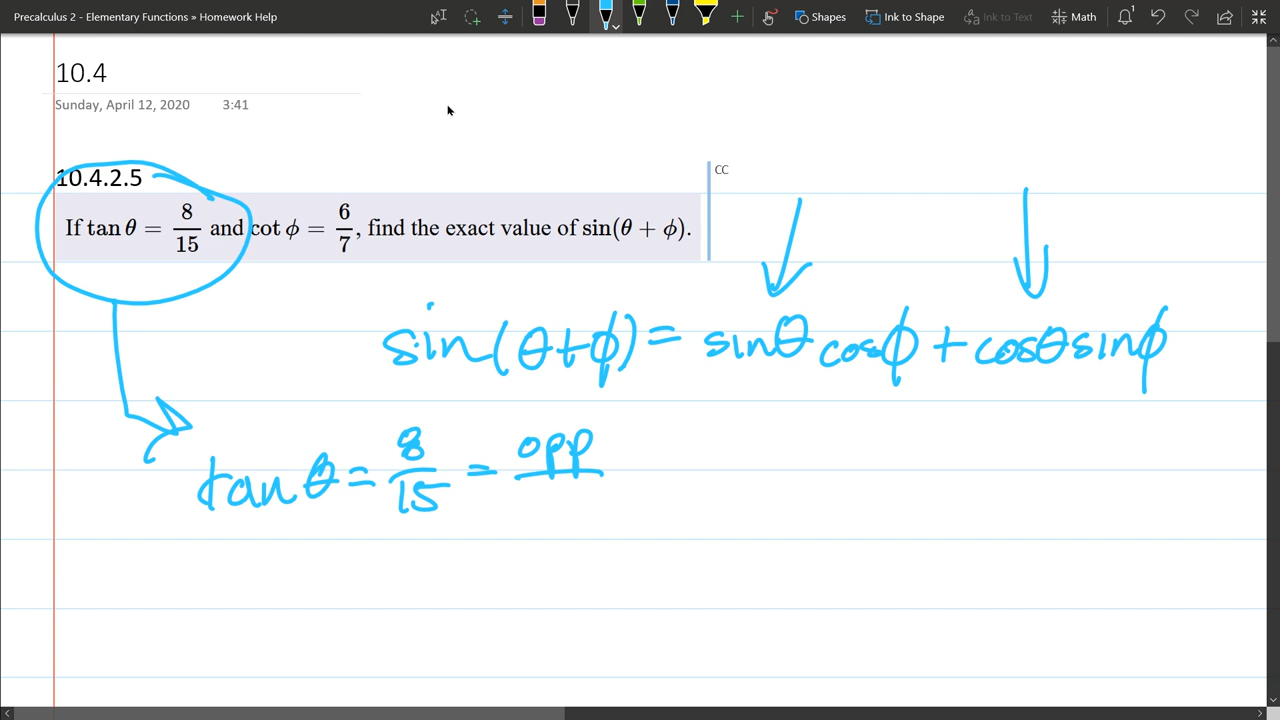 Precalculus 2 - Elementary Functions » Homework Help
Shapes
Ink to Shape
Ink to Text
Math
10.4
Sunday, April 12, 2020 3:41
10.4.2.5
CC
If tan θ = 8/15 and cot ϕ = 6/7, find the exact value of sin(θ + ϕ).
sin(θ+ϕ) = sinθ cosϕ + cosθ sinϕ
tan θ = 8/15 = opp